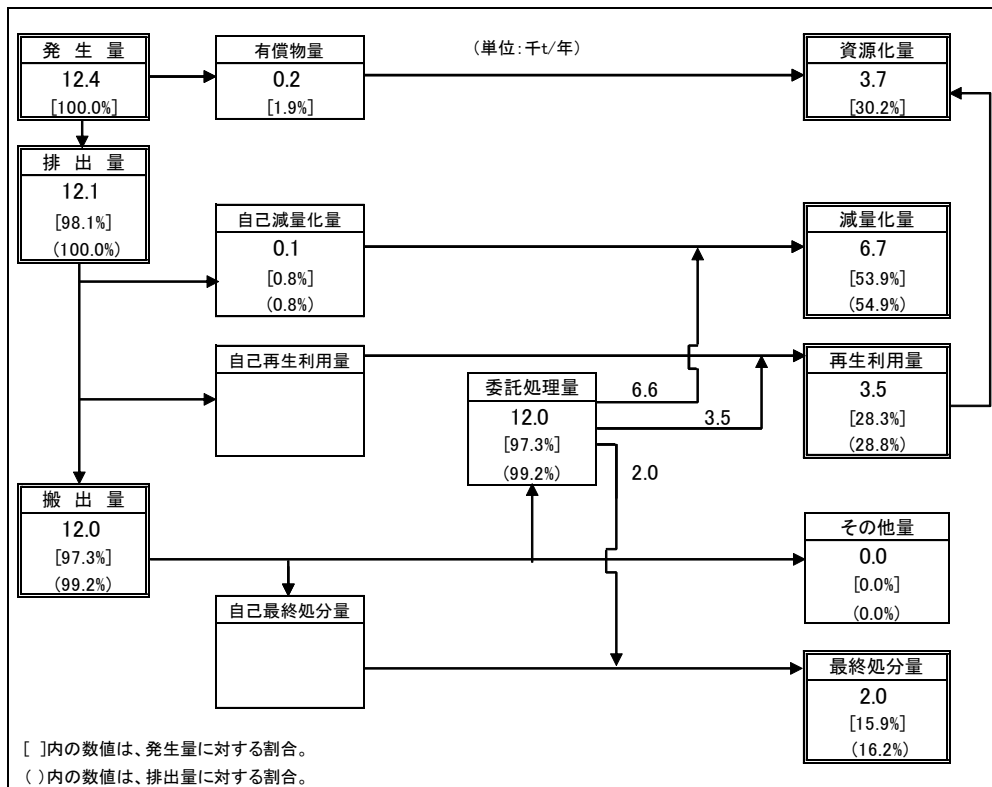 (単位:千t/年)
発 生 量
12.4
[100.0%]
有償物量
0.2
[1.9%]
資源化量
3.7
[30.2%]
排 出 量
12.1
[98.1%]
(100.0%)
自己減量化量
0.1
[0.8%]
(0.8%)
減量化量
6.7
[53.9%]
(54.9%)
自己再生利用量
委託処理量
12.0
[97.3%]
(99.2%)
6.6
3.5
2.0
再生利用量
3.5
[28.3%]
(28.8%)
搬 出 量
12.0
[97.3%]
(99.2%)
その他量
0.0
[0.0%]
(0.0%)
自己最終処分量
最終処分量
2.0
[15.9%]
(16.2%)
[ ]内の数値は、発生量に対する割合。
( )内の数値は、排出量に対する割合。